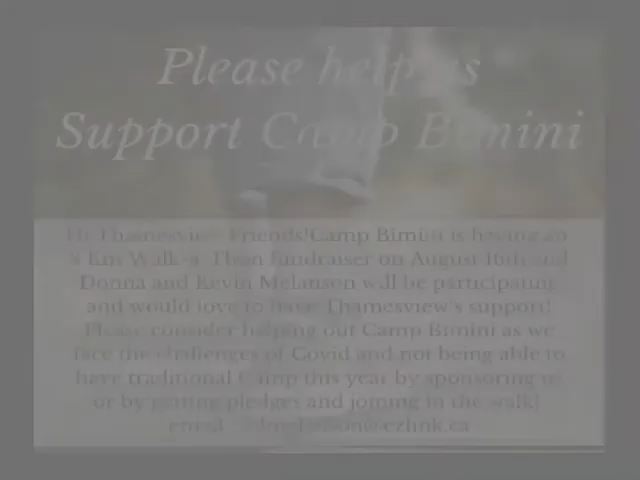 Please help us
Support Camp Bimini
Hi Thamesview Friends!Camp Bimini is having an
8 Km Walk-a-Than fundraiser on August 16th and
Donna and Kevin Melanson will be participating
and would love to have Thamesview's support!
Please consider helping out Camp Bimini as we
face the challenges of Covid and not being able to
have traditional Camp this year by sponsoring us
or by getting pledges and joining in the walk!
email